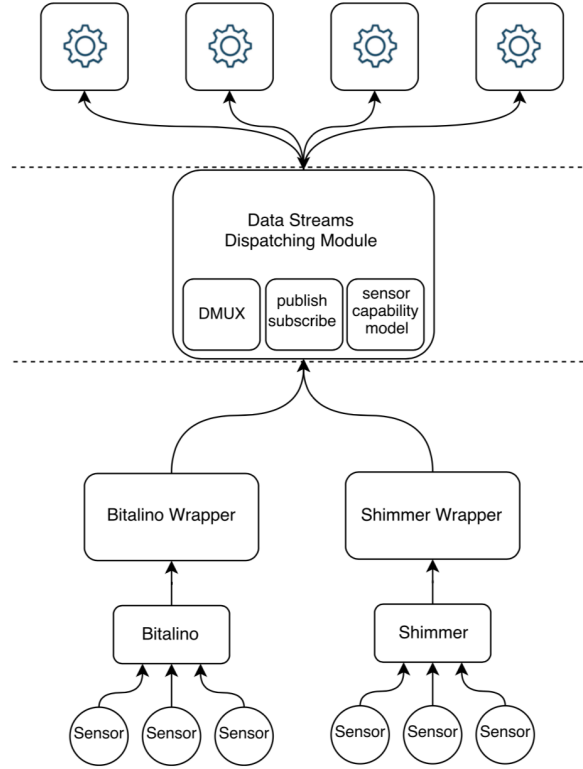 Data Streams
Dispatching Module
DMUX
publish
subscribe
sensor
capability
model
Bitalino Wrapper
Shimmer Wrapper
Bitalino
Shimmer
Sensor
Sensor
Sensor
Sensor
Sensor
Sensor